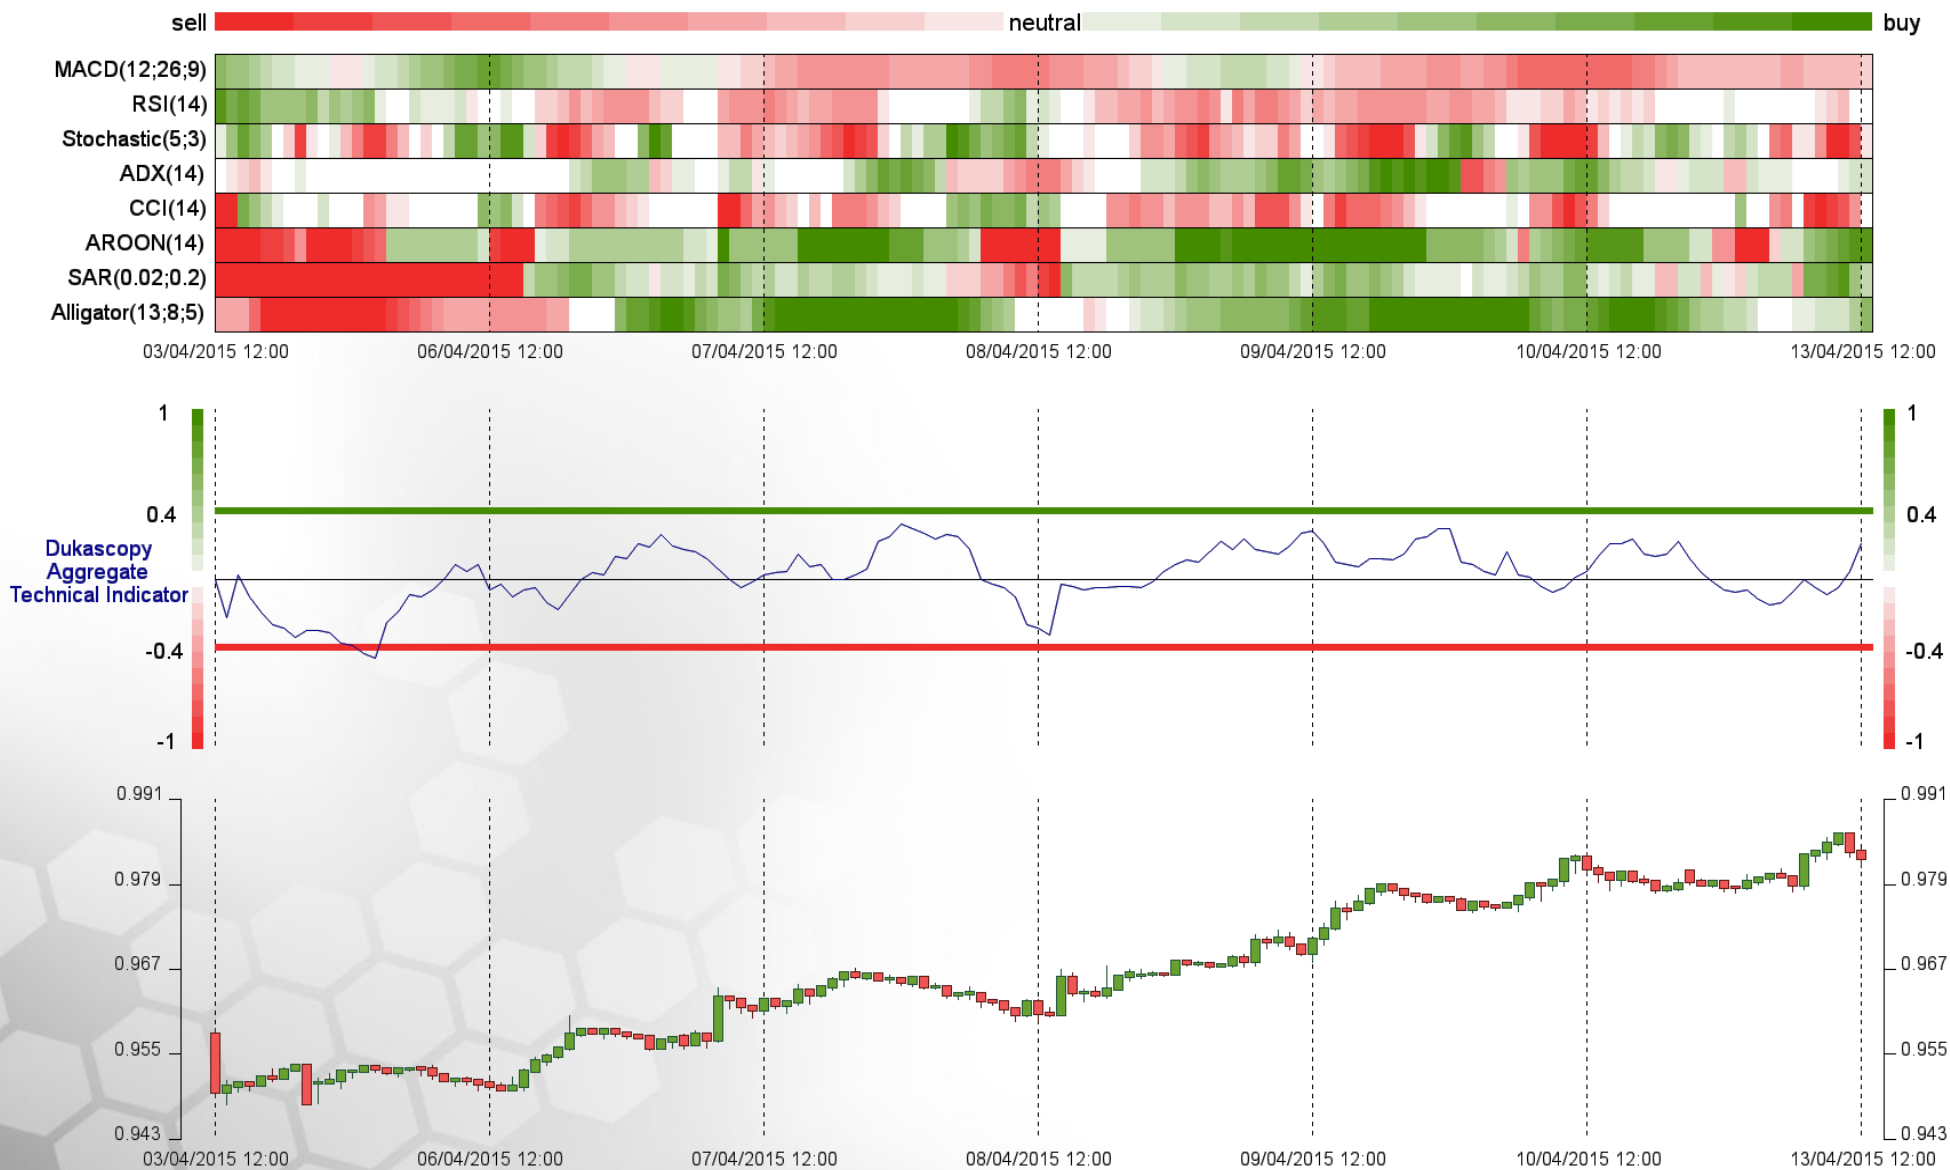 sell neutral buy
MACD(12;26;9)
RSI(14)
Stochastic(5;3)
ADX(14)
CCI(14)
AROON(14)
SAR(0.02;0.2)
Alligator(13;8;5)
03/04/2015 12:00 06/04/2015 12:00 07/04/2015 12:00 08/04/2015 12:00 09/04/2015 12:00 10/04/2015 12:00 13/04/2015 12:00
1 1
0.4 0.4
Dukascopy
Aggregate
Technical Indicator
-0.4 -0.4
-1 -1
0.991 0.991
0.979 0.979
0.967 0.967
0.955 0.955
0.943 0.943
03/04/2015 12:00 06/04/2015 12:00 07/04/2015 12:00 08/04/2015 12:00 09/04/2015 12:00 10/04/2015 12:00 13/04/2015 12:00